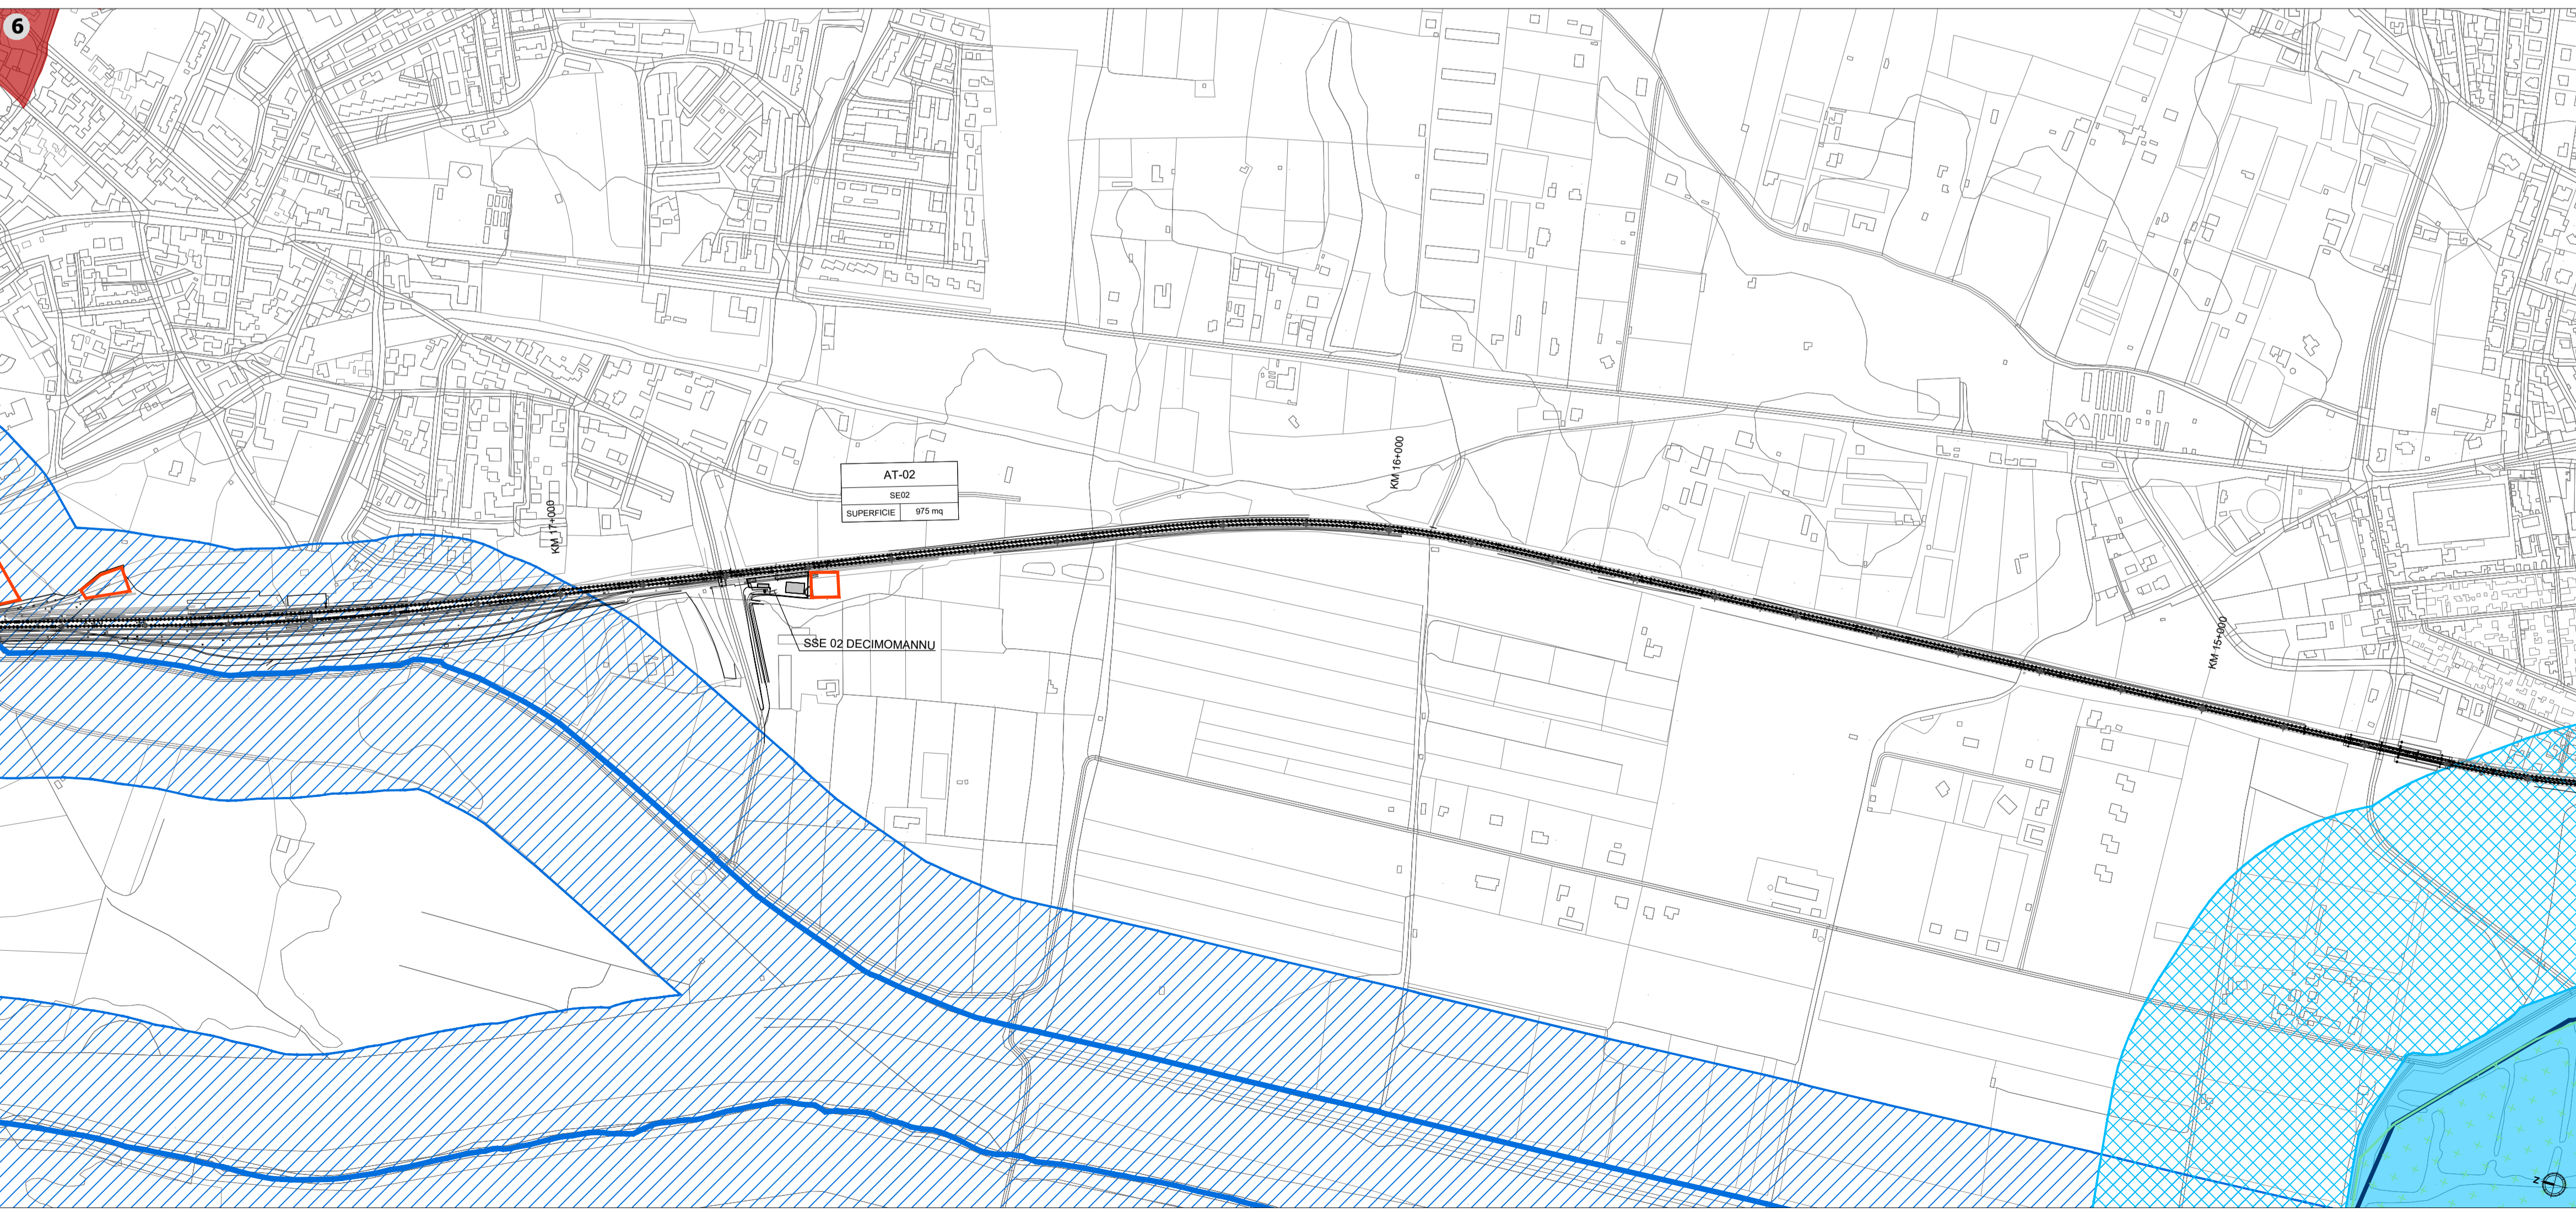 6
KM 17+000
AT-02
SE02
SUPERFICIE 975 mq
KM 16+000
SSE 02 DECIMOMANNU
KM 15+000
N